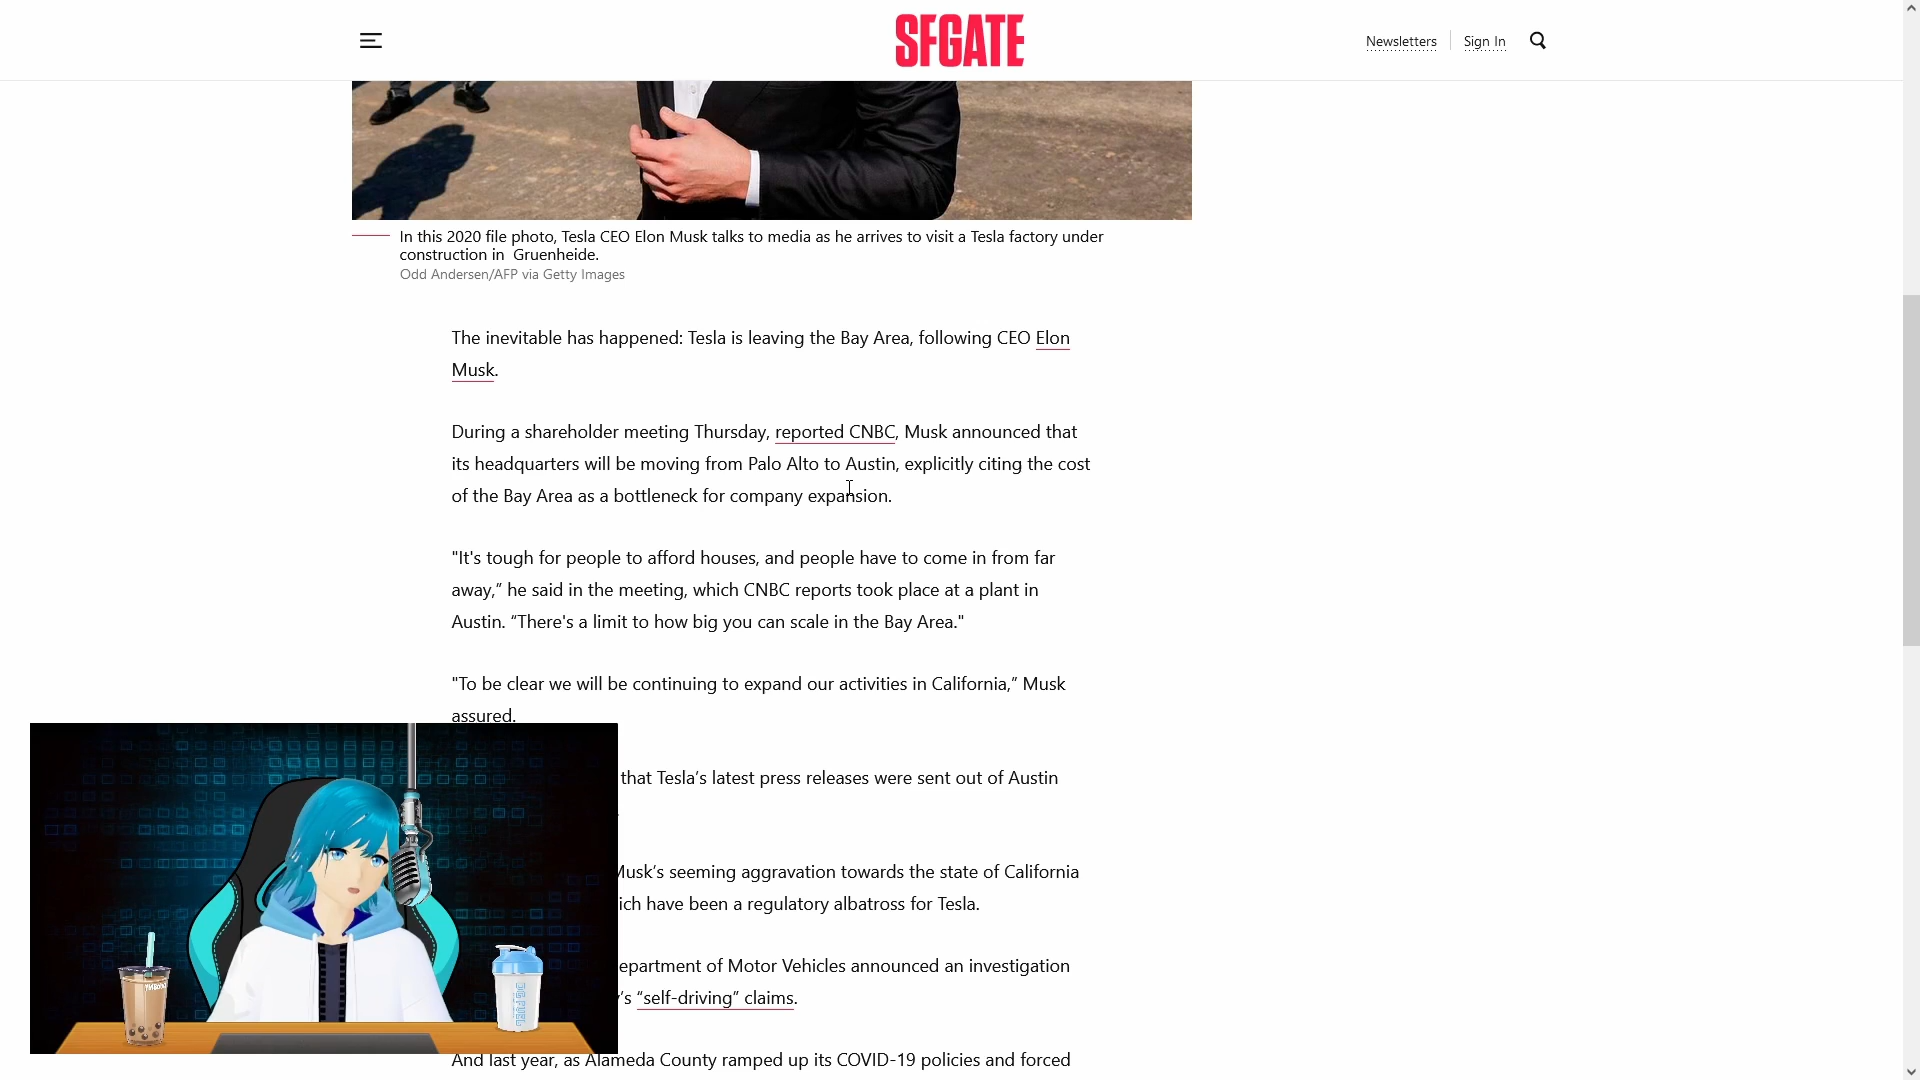 SFGATE
Newsletters
Sign In
In this 2020 file photo, Tesla CEO Elon Musk talks to media as he arrives to visit a Tesla factory under
construction in Gruenheide.
Odd Andersen/AFP via Getty Images
The inevitable has happened: Tesla is leaving the Bay Area, following CEO Elon
Musk.
During a shareholder meeting Thursday, reported CNBC, Musk announced that
its headquarters will be moving from Palo Alto to Austin, explicitly citing the cost
of the Bay Area as a bottleneck for company expansion.
"It's tough for people to afford houses, and people have to come in from far
away,” he said in the meeting, which CNBC reports took place at a plant in
Austin. “There's a limit to how big you can scale in the Bay Area."
"To be clear we will be continuing to expand our activities in California,” Musk
assured.
that Tesla’s latest press releases were sent out of Austin
Musk’s seeming aggravation towards the state of California
have been a regulatory albatross for Tesla.
of Motor Vehicles announced an investigation
“self-driving” claims.
And last year, as Alameda County ramped up its COVID-19 policies and forced